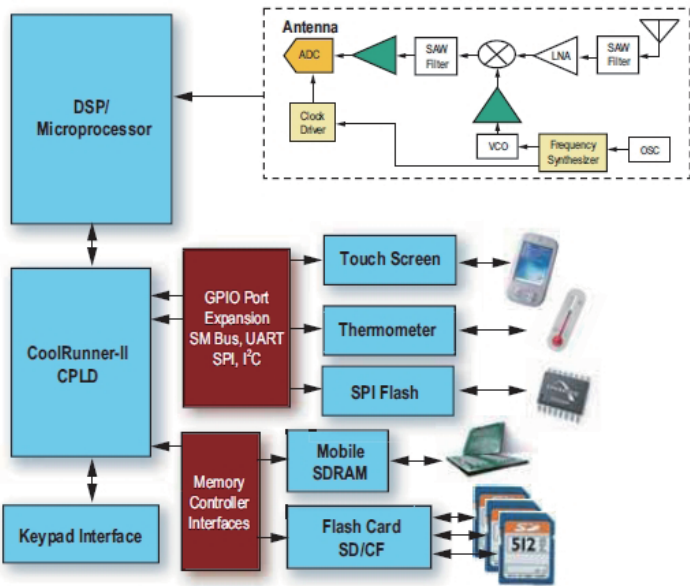 Antenna
ADC
SAW
Filter
LNA
SAW
Filter
Clock
Driver
VCO
Frequency
Synthesizer
OSC
DSP/
Microprocessor
CoolRunner-II
CPLD
Keypad Interface
GPIO Port
Expansion
SM Bus, UART
SPI, I²C
Touch Screen
Thermometer
SPI Flash
Memory
Controller
Interfaces
Mobile
SDRAM
Flash Card
SD/CF
SD
512